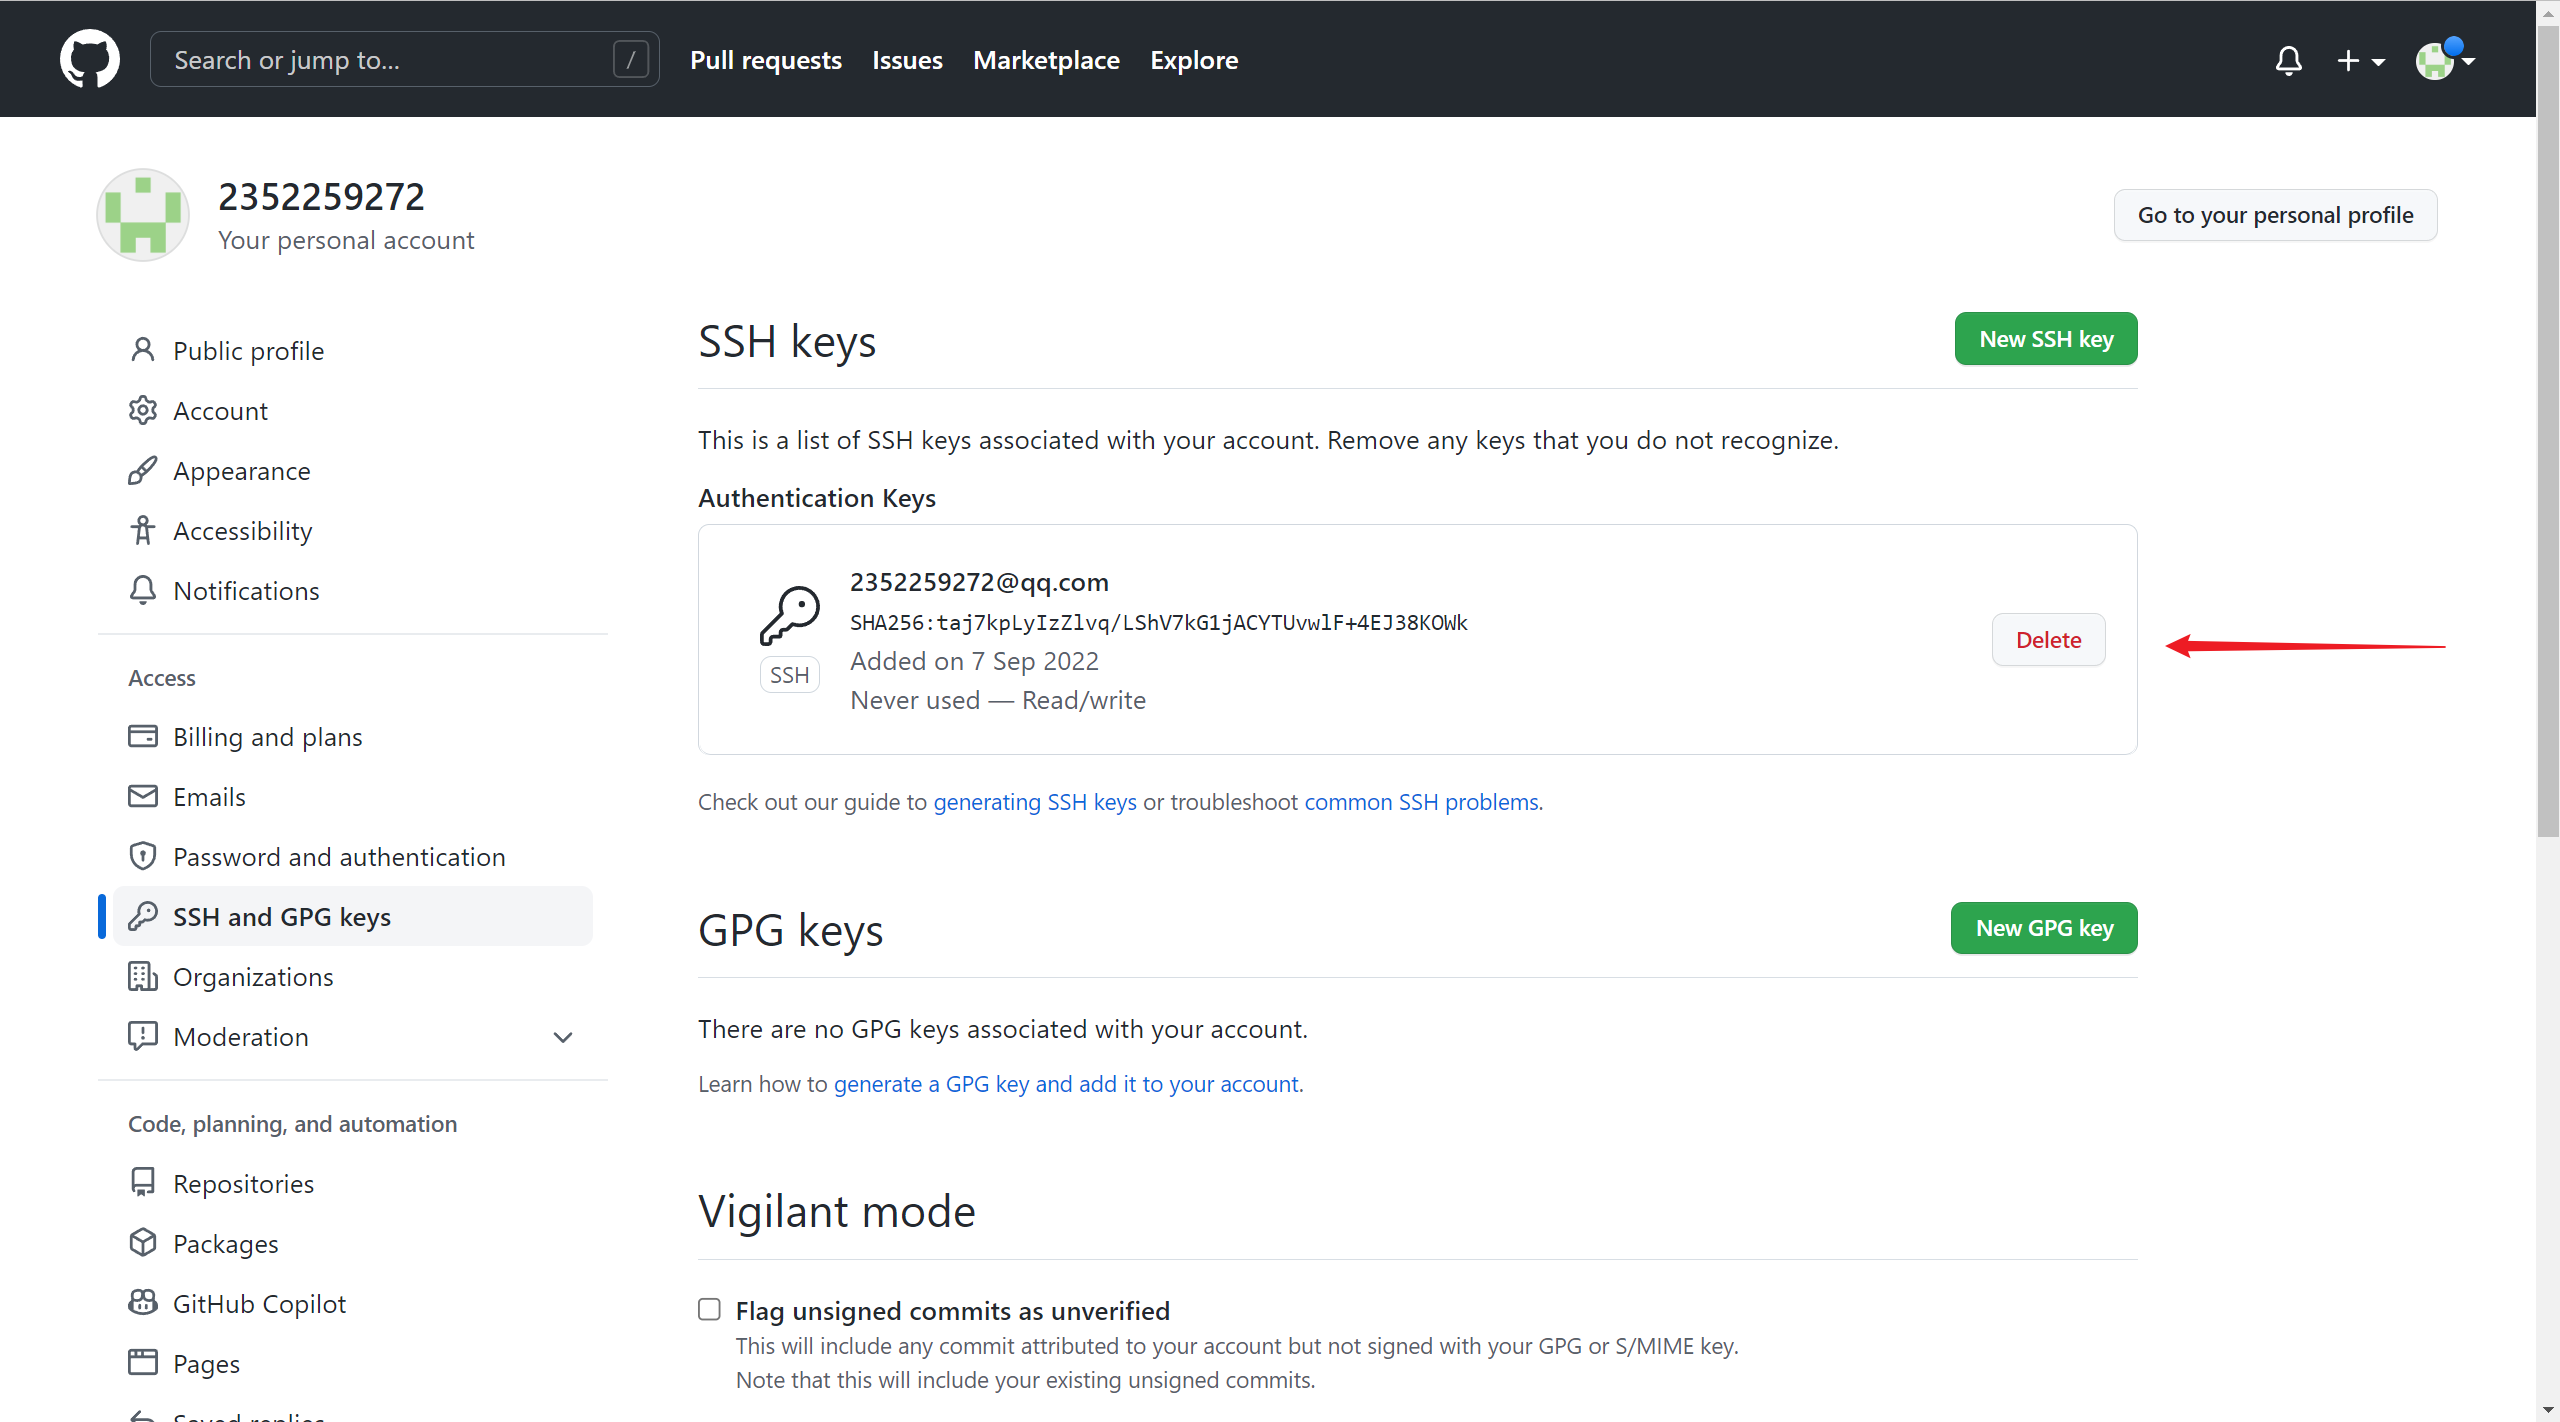 Search or jump to...
/
Pull requests
Issues
Marketplace
Explore
2352259272
Your personal account
Go to your personal profile
Public profile
Account
Appearance
Accessibility
Notifications
Access
Billing and plans
Emails
Password and authentication
SSH and GPG keys
Organizations
Moderation
Code, planning, and automation
Repositories
Packages
GitHub Copilot
Pages
Saved replies
SSH keys
New SSH key
This is a list of SSH keys associated with your account. Remove any keys that you do not recognize.
Authentication Keys
2352259272@qq.com
SHA256:taj7kpLyIzZlvq/LShV7kG1jACYTUvwlF+4EJ38KOWk
SSH
Added on 7 Sep 2022
Never used — Read/write
Delete
Check out our guide to generating SSH keys or troubleshoot common SSH problems.
GPG keys
New GPG key
There are no GPG keys associated with your account.
Learn how to generate a GPG key and add it to your account.
Vigilant mode
Flag unsigned commits as unverified
This will include any commit attributed to your account but not signed with your GPG or S/MIME key.
Note that this will include your existing unsigned commits.